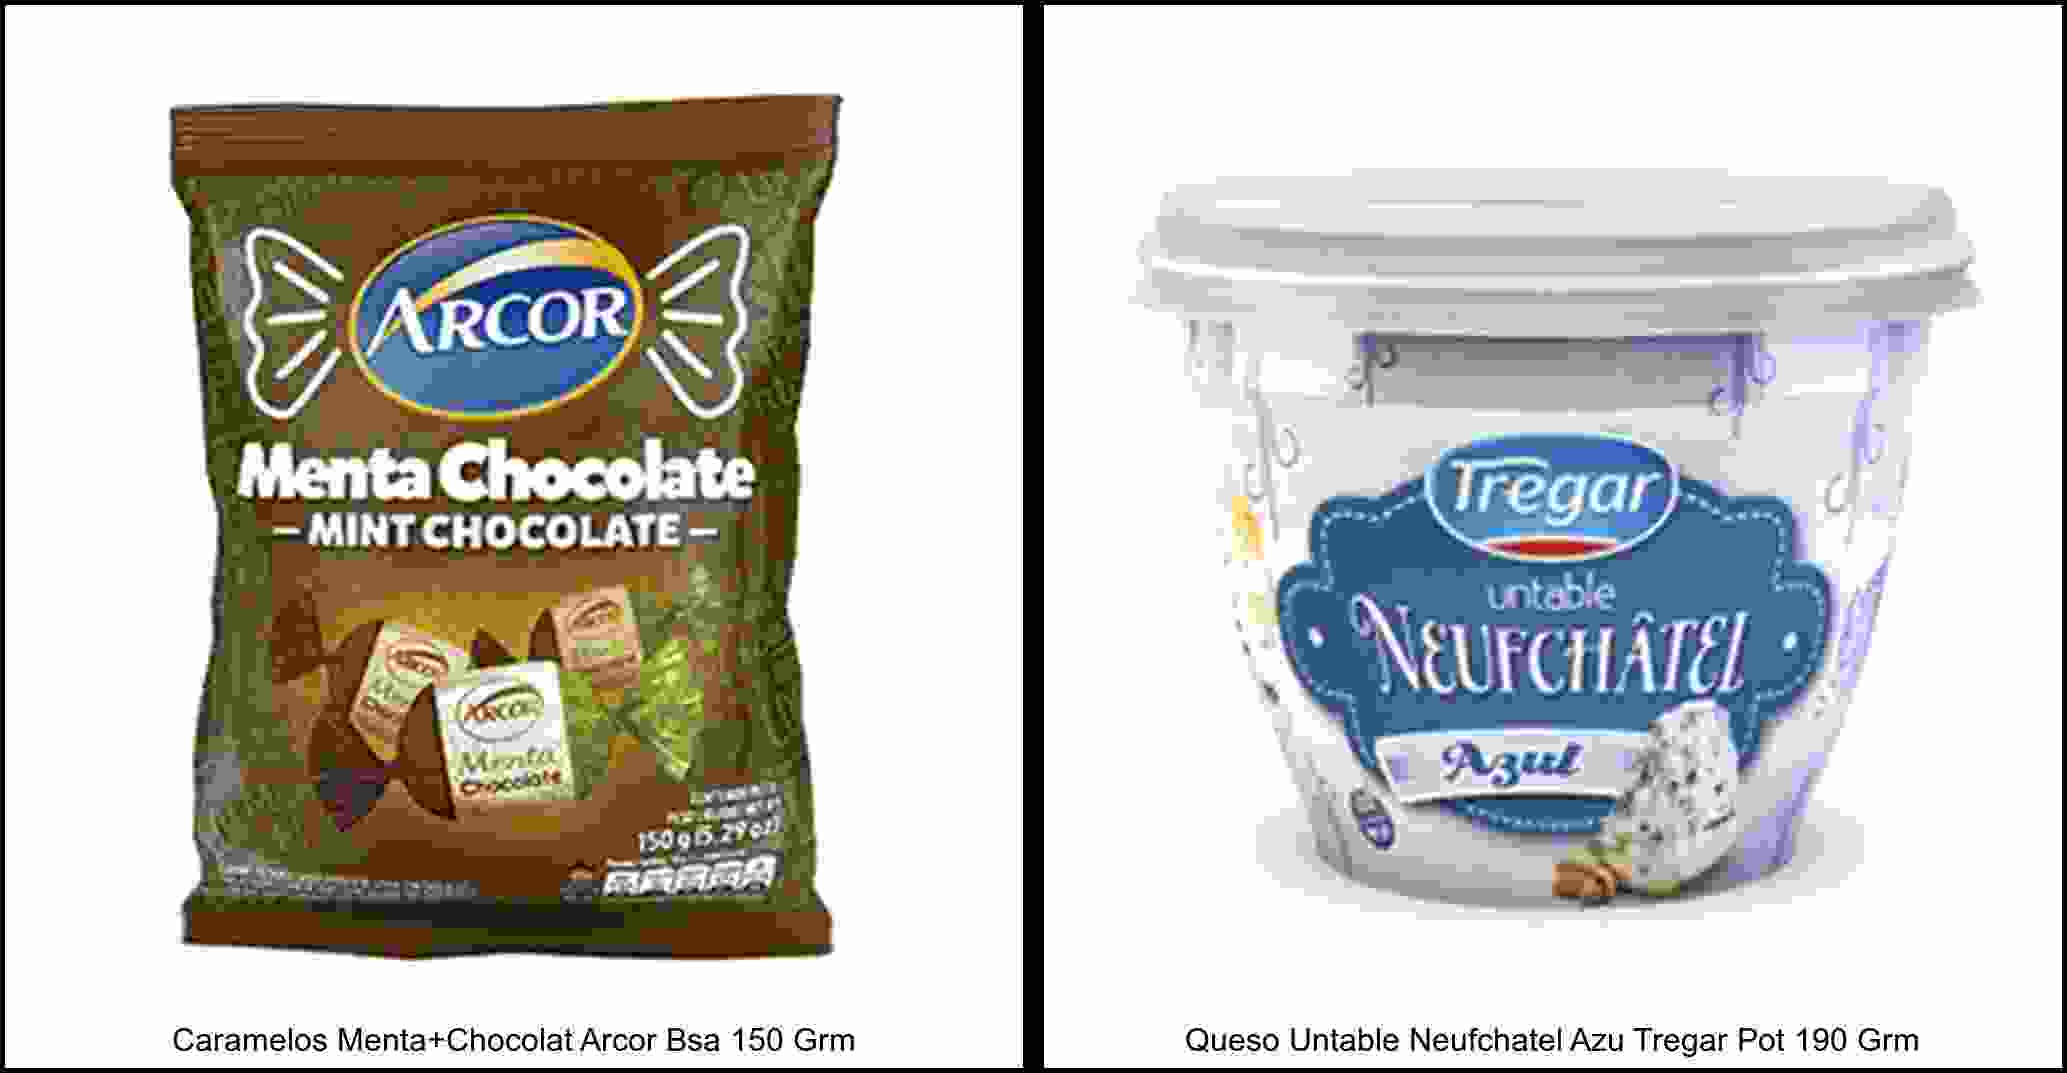 ARCOR
Menta Chocolate
– MINT CHOCOLATE –
ARCOR
ARCOR
Menta
Chocolate
150 g (5.29 oz)
Caramelos Menta+Chocolat Arcor Bsa 150 Grm
Tregar
untable
NEUFCHÂTEL
Azul
Queso Untable Neufchatel Azu Tregar Pot 190 Grm